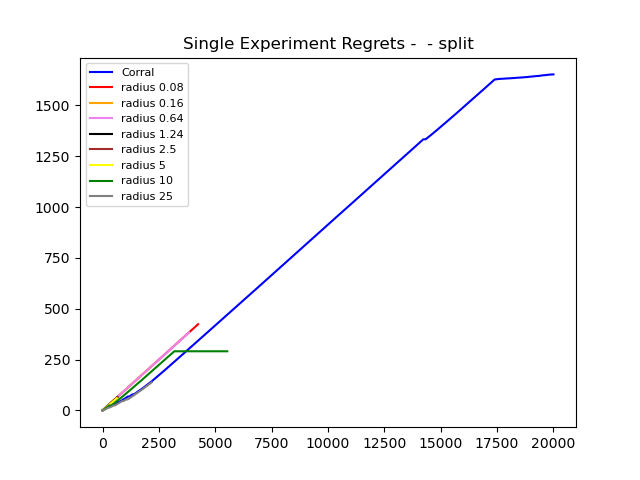 Single Experiment Regrets -  - split
Corral
radius 0.08
radius 0.16
radius 0.64
radius 1.24
radius 2.5
radius 5
radius 10
radius 25
1500
1250
1000
750
500
250
0
0 2500 5000 7500 10000 12500 15000 17500 20000